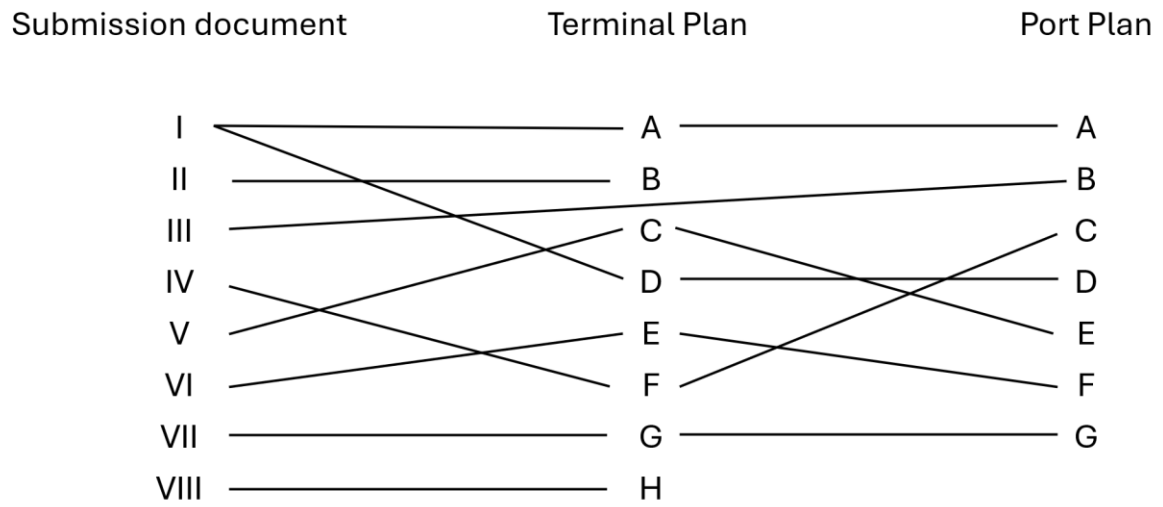 Submission document Terminal Plan Port Plan
I A A
II B B
III C C
IV D D
V E E
VI F F
VII G G
VIII H